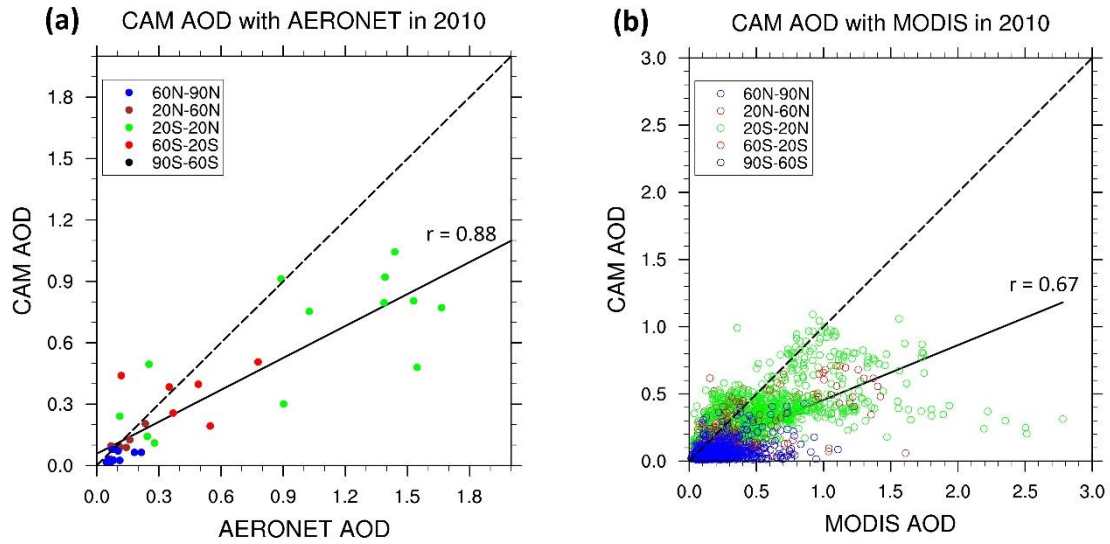 (a) CAM AOD with AERONET in 2010
1.8
1.5
1.2
0.9
0.6
0.3
0.0
CAM AOD
60N-90N
20N-60N
20S-20N
60S-20S
90S-60S
r = 0.88
0.0 0.3 0.6 0.9 1.2 1.5 1.8
AERONET AOD
(b) CAM AOD with MODIS in 2010
3.0
2.5
2.0
1.5
1.0
0.5
0.0
CAM AOD
60N-90N
20N-60N
20S-20N
60S-20S
90S-60S
r = 0.67
0.0 0.5 1.0 1.5 2.0 2.5 3.0
MODIS AOD